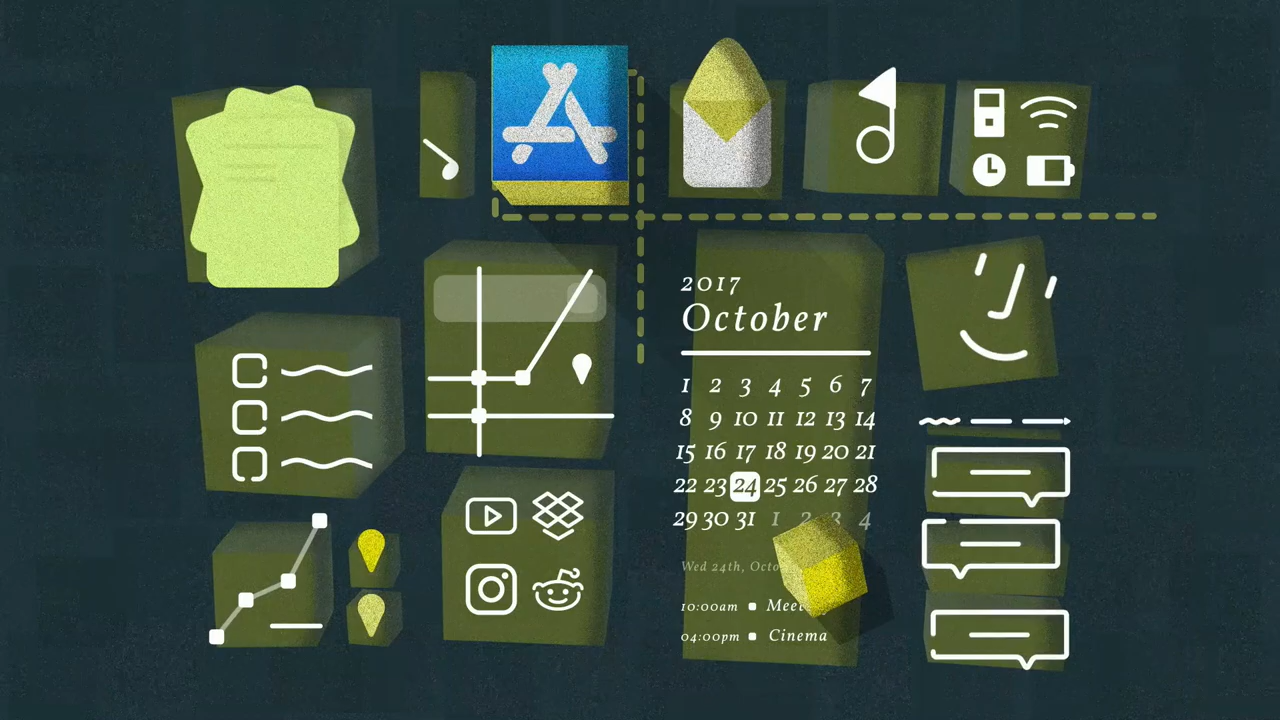 2017
October
1 2 3 4 5 6 7
8 9 10 11 12 13 14
15 16 17 18 19 20 21
22 23 24 25 26 27 28
29 30 31 1 2 3 4
Wed 24th,
10:00am
04:00pm Cinema